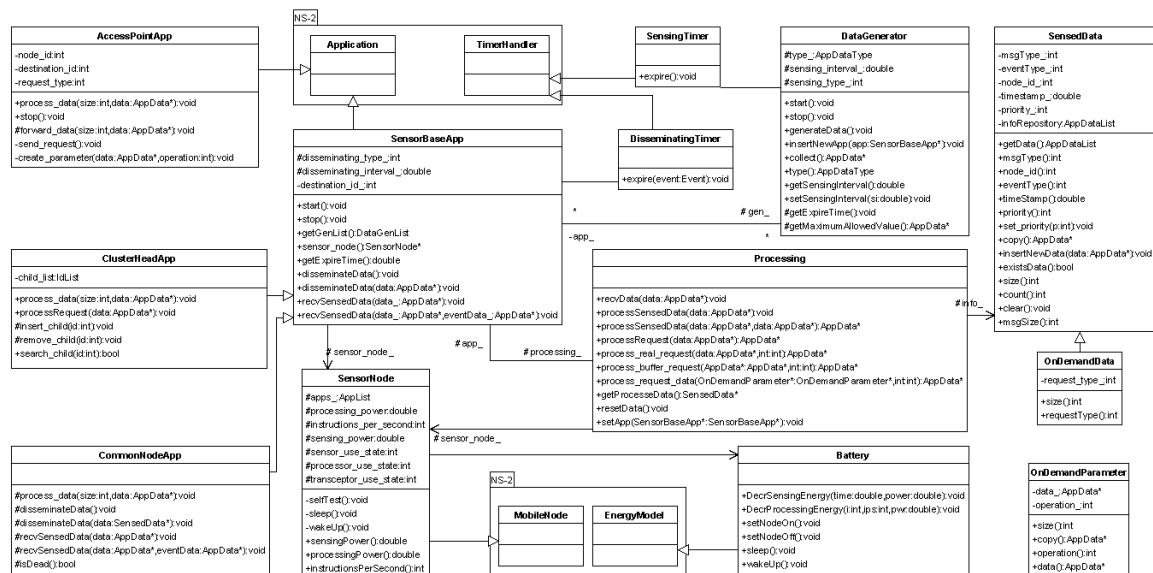 AccessPointApp
-node_id:int
-destination_id:int
-request_type:int
+process_data(size:int,data:AppData*):void
+stop():void
#forward_data(size:int,data:AppData*):void
-send_request():void
-create_parameter(data:AppData*,operation:int):void
NS-2
Application
TimerHandler
SensingTimer
+expire():void
DataGenerator
#type_:AppDataType
#sensing_interval_:double
#sensing_type_:int
+start():void
+stop():void
+generateData():void
+insertNewApp(app:SensorBaseApp*):void
+collect():AppData*
+type():AppDataType
+getSensingInterval():double
+setSensingInterval(si:double):void
#getExpireTime():void
#getMaximumAllowedValue():AppData*
SensedData
-msgType_:int
-eventType_:int
-node_id_:int
-timestamp_:double
-priority_:int
-infoRepository:AppDataList
+getData():AppDataList
+msgType():int
+node_id():int
+eventType():int
+timeStamp():double
+priority():int
+set_priority(p:int):void
+copy():AppData*
+insertNewData(data:AppData*):void
+existsData():bool
+size():int
+count():int
+clear():void
+msgSize():int
SensorBaseApp
#disseminating_type_:int
#disseminating_interval_:double
-destination_id_:int
+start():void
+stop():void
+getGenList():DataGenList
+sensor_node():SensorNode*
+getExpireTime():double
+disseminateData():void
+disseminateData(data:AppData*):void
+recvSensedData(data_:AppData*):void
+recvSensedData(data_:AppData*,eventData_:AppData*):void
DisseminatingTimer
+expire(event:Event):void
*
# gen_
-app_
*
ClusterHeadApp
-child_list:IdList
+process_data(size:int,data:AppData*):void
+processRequest(data:AppData*):void
#insert_child(id:int):void
#remove_child(id:int):void
+search_child(id:int):bool
Processing
+recvData(data:AppData*):void
+processSensedData(data:AppData*):void
+processSensedData(data:AppData*,data:AppData*):AppData*
+processRequest(data:AppData*):AppData*
+process_real_request(data:AppData*,int:int):AppData*
+process_buffer_request(AppData*:AppData*,int:int):AppData*
+process_request_data(OnDemandParameter*:OnDemandParameter*,int:int):AppData*
+getProcesseData():SensedData*
+resetData():void
+setApp(SensorBaseApp*:SensorBaseApp*):void
# info_
# sensor_node_
# app_
# processing_
OnDemandData
-request_type_:int
+size():int
+requestType():int
SensorNode
#apps_:AppList
#processing_power:double
#instructions_per_second:int
#sensing_power:double
#sensor_use_state:int
#processor_use_state:int
#transceptor_use_state:int
-selfTest():void
-sleep():void
-wakeUp():void
+sensingPower():double
+processingPower():double
+instructionsPerSecond():int
# sensor_node_
CommonNodeApp
#process_data(size:int,data:AppData*):void
#disseminateData():void
#disseminateData(data:SensedData*):void
#recvSensedData(data:AppData*):void
#recvSensedData(data:AppData*,eventData:AppData*):void
#isDead():bool
NS-2
MobileNode
EnergyModel
Battery
+DecrSensingEnergy(time:double,power:double):void
+DecrProcessingEnergy(i:int,ips:int,pwr:double):void
+setNodeOn():void
+setNodeOff():void
+sleep():void
+wakeUp():void
OnDemandParameter
-data_:AppData*
-operation_:int
+size():int
+copy():AppData*
+operation():int
+data():AppData*